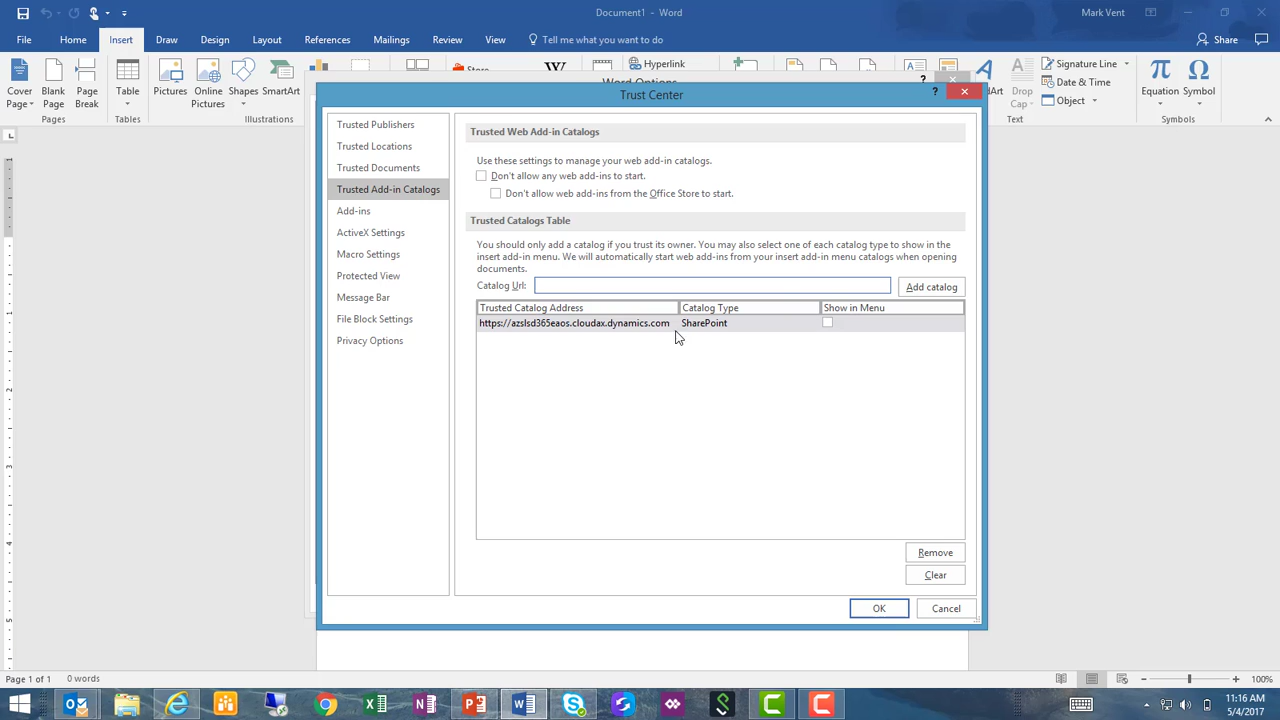 Document1 - Word
Mark Vent
File Home Insert Draw Design Layout References Mailings Review View Tell me what you want to do Share
Cover Page
Blank Page
Page Break
Pages
Table
Tables
Pictures
Online Pictures
Shapes
SmartArt
Illustrations
Store
W
Hyperlink
Drop Cap
Signature Line
Date & Time
Object
Text
Equation
Symbol
Symbols
Word Options
Trust Center
Trusted Publishers
Trusted Locations
Trusted Documents
Trusted Add-in Catalogs
Add-ins
ActiveX Settings
Macro Settings
Protected View
Message Bar
File Block Settings
Privacy Options
Trusted Web Add-in Catalogs
Use these settings to manage your web add-in catalogs.
Don't allow any web add-ins to start.
Don't allow web add-ins from the Office Store to start.
Trusted Catalogs Table
You should only add a catalog if you trust its owner. You may also select one of each catalog type to show in the
insert add-in menu. We will automatically start web add-ins from your insert add-in menu catalogs when opening
documents.
Catalog Url: Add catalog
Trusted Catalog Address Catalog Type Show in Menu
https://azslsd365eaos.cloudax.dynamics.com SharePoint
Remove
Clear
OK Cancel
Page 1 of 1 0 words 100%
11:16 AM
5/4/2017